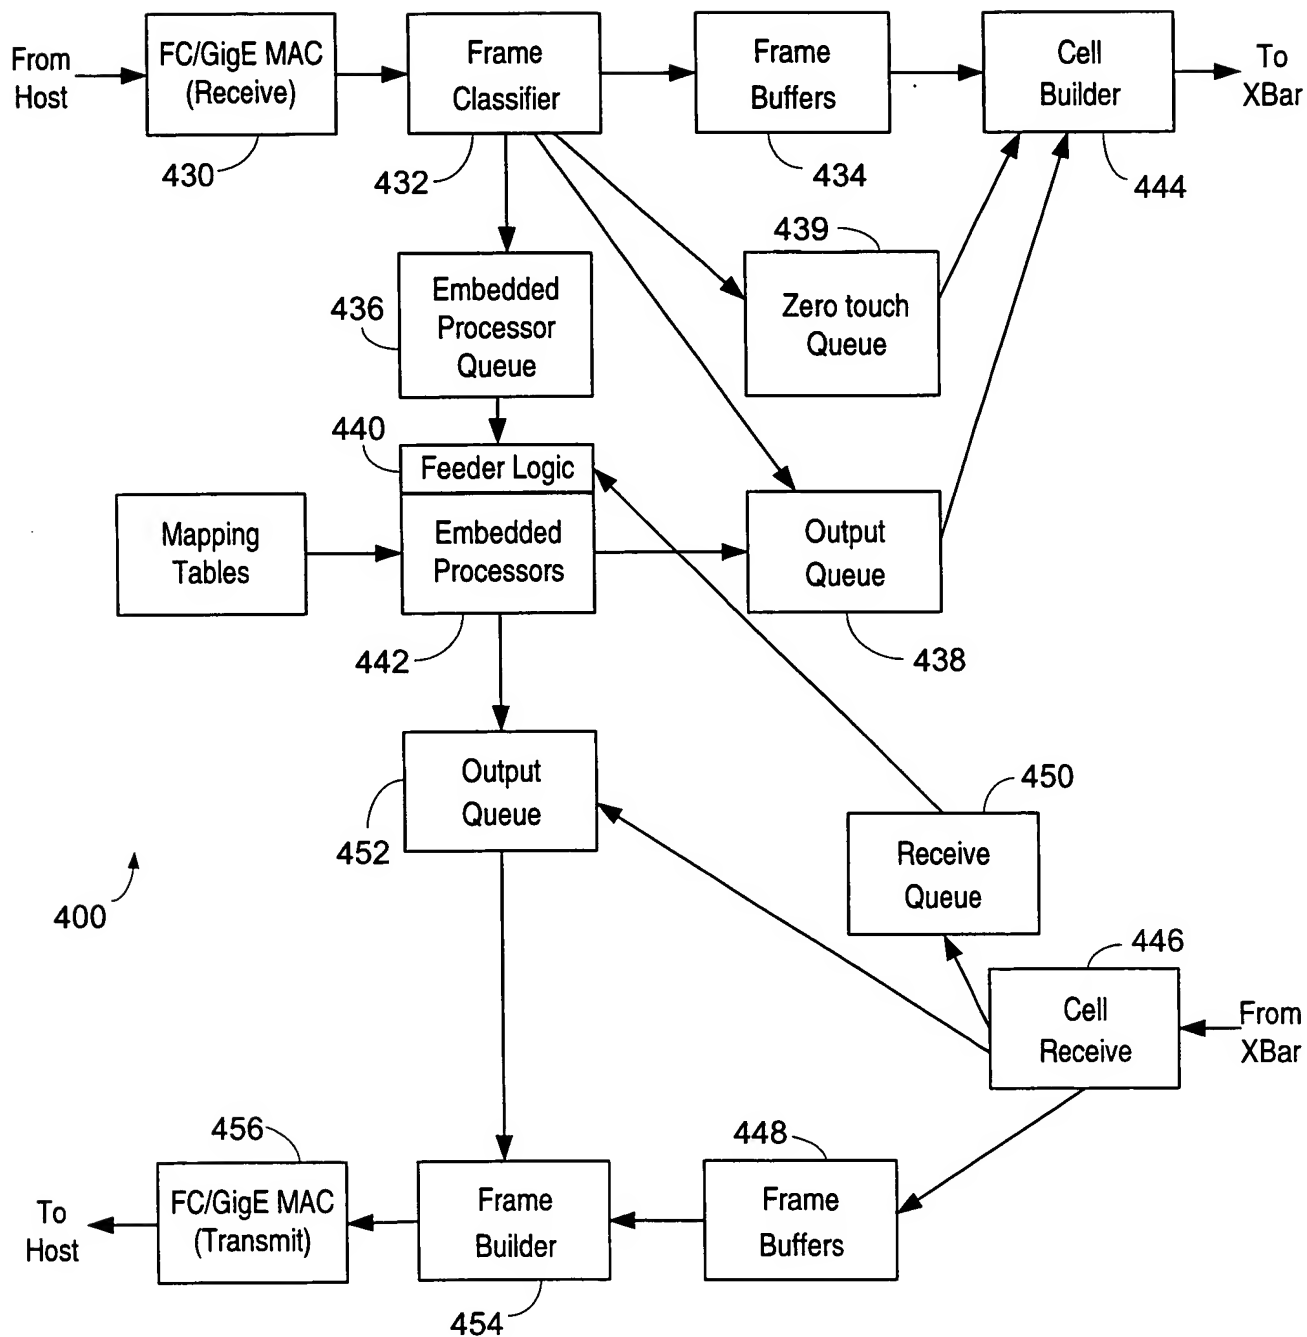 From
Host
FC/GigE MAC
(Receive)
430
Frame
Classifier
432
Frame
Buffers
434
Cell
Builder
444
To
XBar
439
Zero touch
Queue
436
Embedded
Processor
Queue
440
Feeder Logic
Mapping
Tables
Embedded
Processors
442
Output
Queue
438
Output
Queue
452
450
Receive
Queue
400
446
Cell
Receive
From
XBar
456
FC/GigE MAC
(Transmit)
To
Host
Frame
Builder
454
448
Frame
Buffers